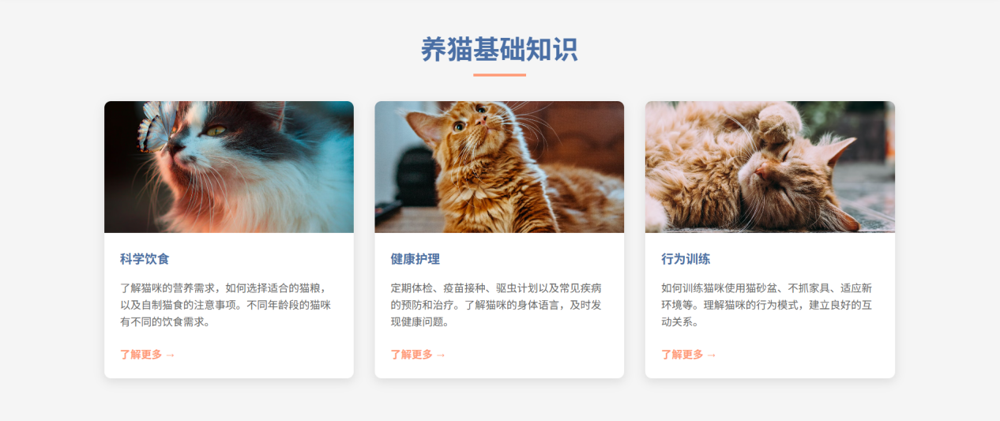 养猫基础知识
科学饮食
了解猫咪的营养需求，如何选择适合的猫粮，
以及自制猫食的注意事项。不同年龄段的猫咪
有不同的饮食需求。
了解更多 →
健康护理
定期体检、疫苗接种、驱虫计划以及常见疾病
的预防和治疗。了解猫咪的身体语言，及时发
现健康问题。
了解更多 →
行为训练
如何训练猫咪使用猫砂盆、不抓家具、适应新
环境等。理解猫咪的行为模式，建立良好的互
动关系。
了解更多 →